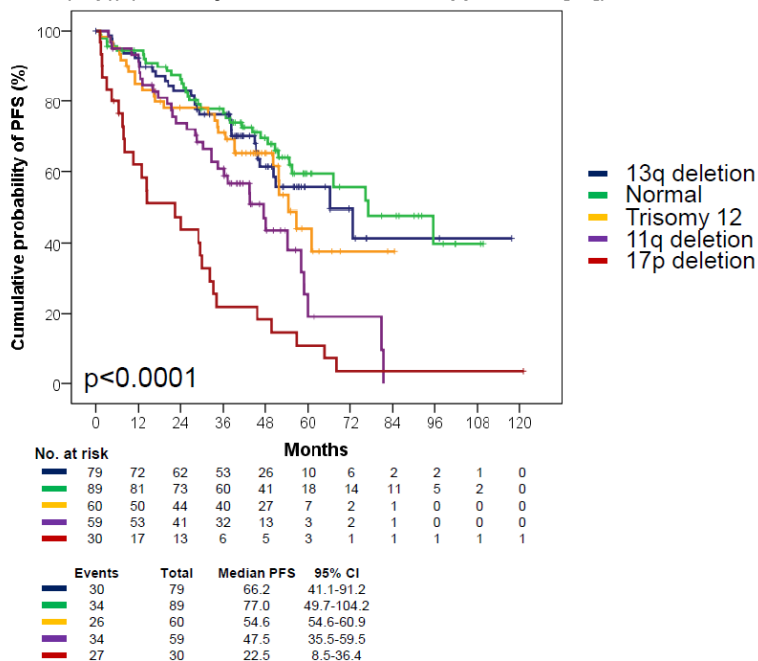 100
80
60
40
20
0
Cumulative probability of PFS (%)
p<0.0001
13q deletion
Normal
Trisomy 12
11q deletion
17p deletion
0 12 24 36 48 60 72 84 96 108 120
Months
No. at risk
79 72 62 53 26 10 6 2 2 1 0
89 81 73 60 41 18 14 11 5 2 0
60 50 44 40 27 7 2 1 0 0 0
59 53 41 32 13 3 2 1 0 0 0
30 17 13 6 5 3 1 1 1 1 1
Events Total Median PFS 95% CI
30 79 66.2 41.1-91.2
34 89 77.0 49.7-104.2
26 60 54.6 54.6-60.9
34 59 47.5 35.5-59.5
27 30 22.5 8.5-36.4